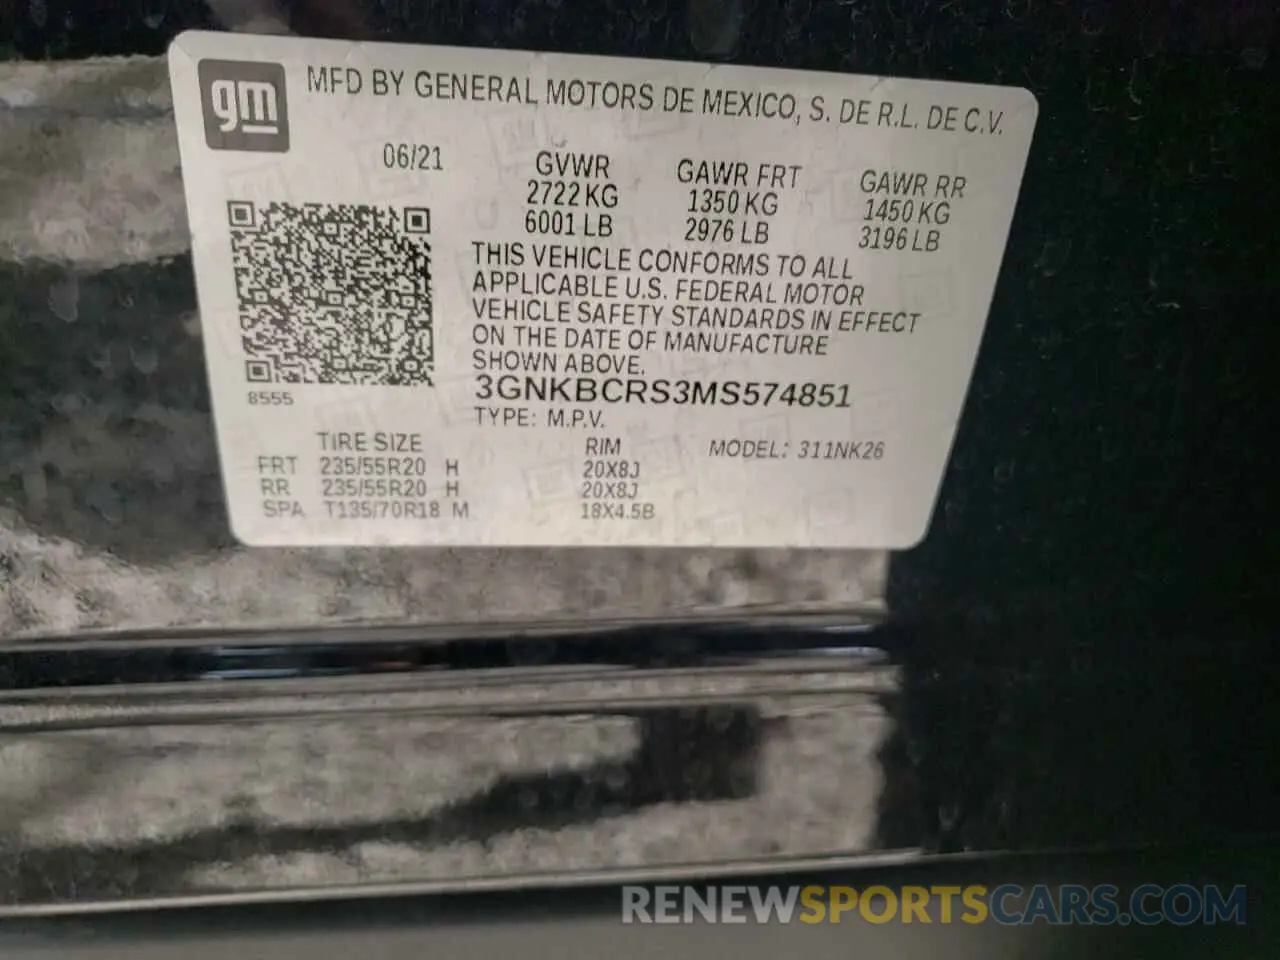 gm
MFD BY GENERAL MOTORS DE MEXICO, S. DE R.L. DE C.V.
06/21
GVWR GAWR FRT GAWR RR
2722 KG 1350 KG 1450 KG
6001 LB 2976 LB 3196 LB
THIS VEHICLE CONFORMS TO ALL
APPLICABLE U.S. FEDERAL MOTOR
VEHICLE SAFETY STANDARDS IN EFFECT
ON THE DATE OF MANUFACTURE
SHOWN ABOVE.
8555
3GNKBCRS3MS574851
TYPE: M.P.V.
TIRE SIZE RIM MODEL: 311NK26
FRT 235/55R20 H 20X8J
RR 235/55R20 H 20X8J
SPA T135/70R18 M 18X4.5B
RENEWSPORTSCARS.COM